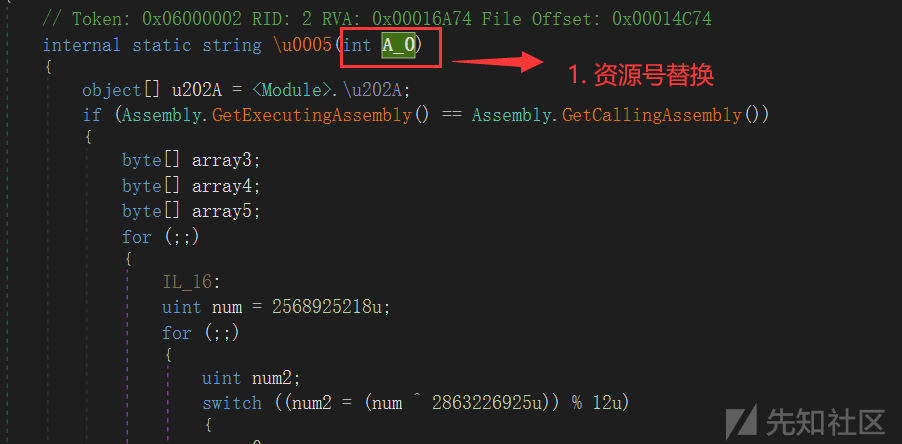 // Token: 0x06000002 RID: 2 RVA: 0x00016A74 File Offset: 0x00014C74
internal static string \u0005(int A_0)
{
object[] u202A = <Module>.\u202A;
if (Assembly.GetExecutingAssembly() == Assembly.GetCallingAssembly())
{
byte[] array3;
byte[] array4;
byte[] array5;
for (;;)
{
IL_16:
uint num = 2568925218u;
for (;;)
{
uint num2;
switch ((num2 = (num ^ 2863226925u)) % 12u)
{
1. 资源号替换
先知社区